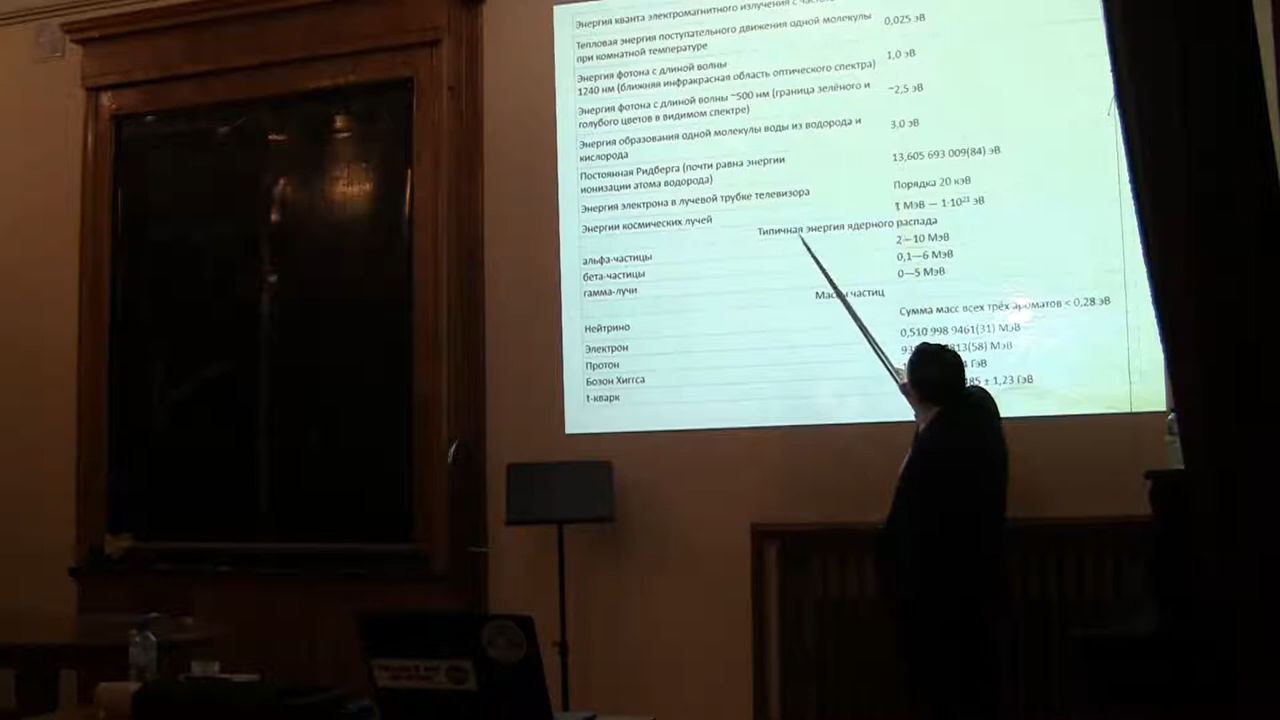 Энергия кванта электромагнитного излучения с
Тепловая энергия поступательного движения одной молекулы 0,025 эВ
при комнатной температуре
Энергия фотона с длиной волны 1,0 эВ
1240 нм (ближняя инфракрасная область оптического спектра)
Энергия фотона с длиной волны ~500 нм (граница зелёного и ~2,5 эВ
голубого цветов в видимом спектре)
Энергия образования одной молекулы воды из водорода и 3,0 эВ
кислорода
Постоянная Ридберга (почти равна энергии 13,605 693 009(84) эВ
ионизации атома водорода)
Энергия электрона в лучевой трубке телевизора Порядка 20 кэВ
Энергии космических лучей МэВ — 1·10²¹ эВ
Типичная энергия ядерного распада
альфа-частицы 2—10 МэВ
бета-частицы 0,1—6 МэВ
гамма-лучи 0—5 МэВ
Массы частиц
Нейтрино Сумма масс всех трёх ароматов < 0,28 эВ
Электрон 0,510 998 9461(31) МэВ
Протон МэВ
Бозон Хиггса ГэВ
t-кварк ± 1,23 ГэВ